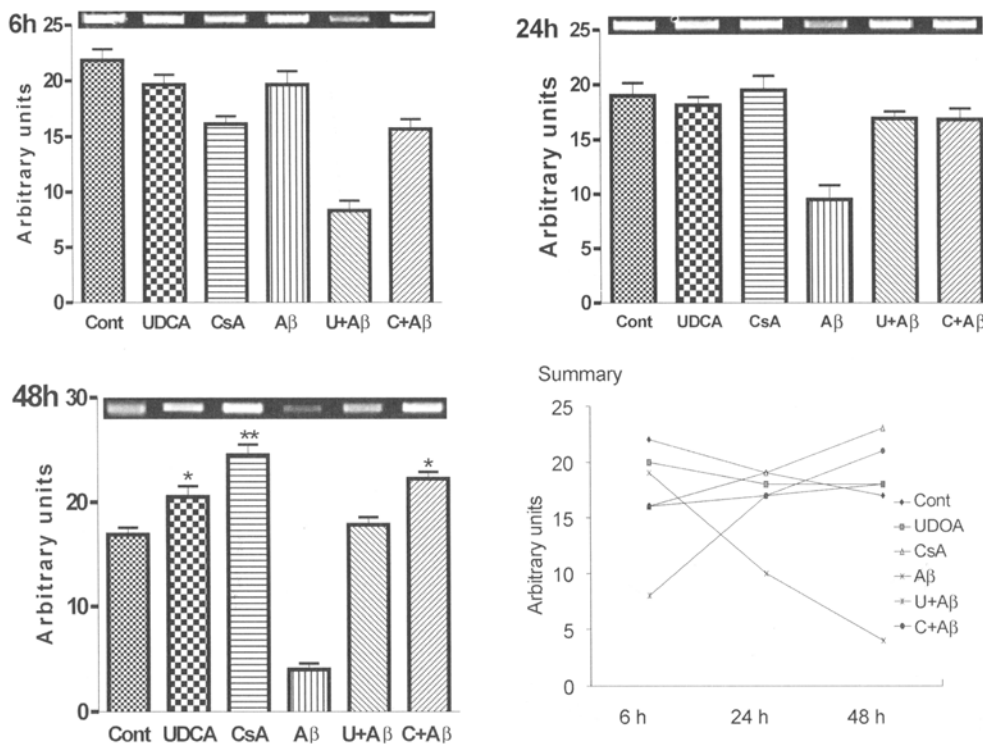 6h
25
20
15
10
5
0
Arbitrary units
Cont UDCA CsA Aβ U+Aβ C+Aβ
24h
25
20
15
10
5
0
Arbitrary units
Cont UDCA CsA Aβ U+Aβ C+Aβ
48h
30
20
10
0
Arbitrary units
*
**
*
Cont UDCA CsA Aβ U+Aβ C+Aβ
Summary
25
20
15
10
5
0
Arbitrary units
6 h 24 h 48 h
Cont
UDOA
CsA
Aβ
U+Aβ
C+Aβ